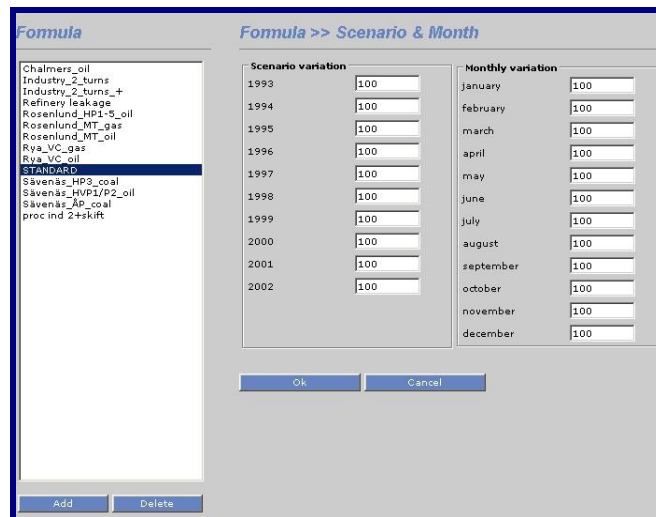 Formula
Chalmers_oil
Industry_2_turns
Industry_2_turns_+
Refinery leakage
Rosenlund_HP1-5_oil
Rosenlund_MT_gas
Rosenlund_MT_oil
Rya_VC_gas
Rya_VC_oil
STANDARD
Sävenäs_HP3_coal
Sävenäs_HVP1/P2_oil
Sävenäs_ÅP_coal
proc ind 2+skift
Add Delete
Formula >> Scenario & Month
Scenario variation
1993 100
1994 100
1995 100
1996 100
1997 100
1998 100
1999 100
2000 100
2001 100
2002 100
Monthly variation
january 100
february 100
march 100
april 100
may 100
june 100
july 100
august 100
september 100
october 100
november 100
december 100
Ok Cancel